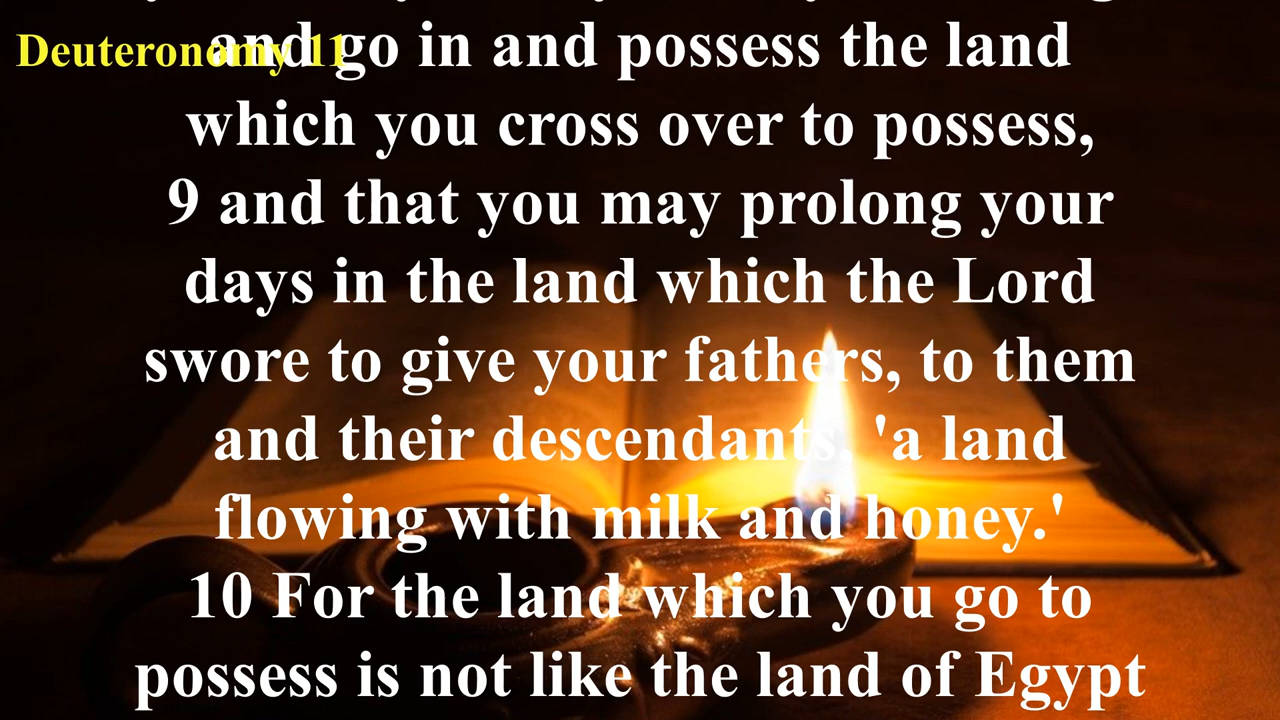 Deuteronomy 11
and go in and possess the land
which you cross over to possess,
9 and that you may prolong your
days in the land which the Lord
swore to give your fathers, to them
and their descendants, 'a land
flowing with milk and honey.'
10 For the land which you go to
possess is not like the land of Egypt